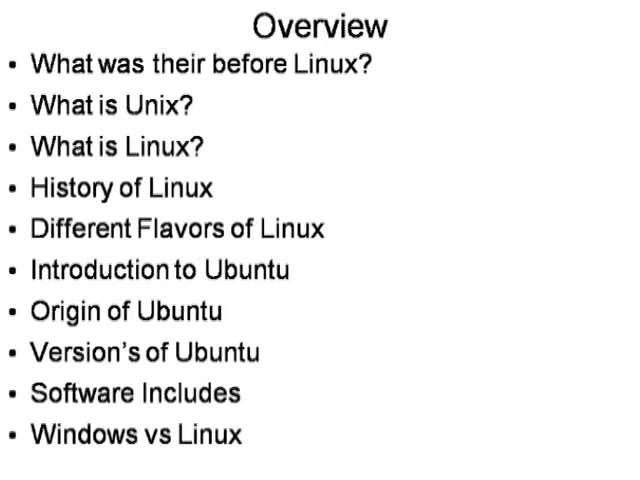 Overview
• What was their before Linux?
• What is Unix?
• What is Linux?
• History of Linux
• Different Flavors of Linux
• Introduction to Ubuntu
• Origin of Ubuntu
• Version's of Ubuntu
• Software Includes
• Windows vs Linux